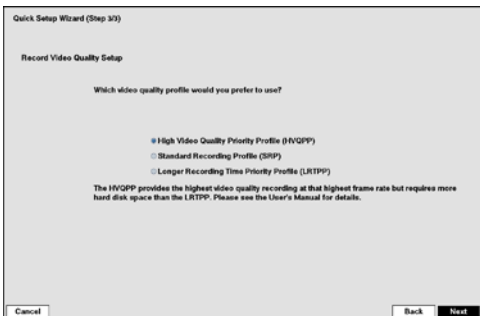 Quick Setup Wizard (Step 3/3)
Record Video Quality Setup
Which video quality profile would you prefer to use?
High Video Quality Priority Profile (HVQPP)
Standard Recording Profile (SRP)
Longer Recording Time Priority Profile (LRTPP)
The HVQPP provides the highest video quality recording at that highest frame rate but requires more
hard disk space than the LRTPP. Please see the User's Manual for details.
Cancel
Back
Next